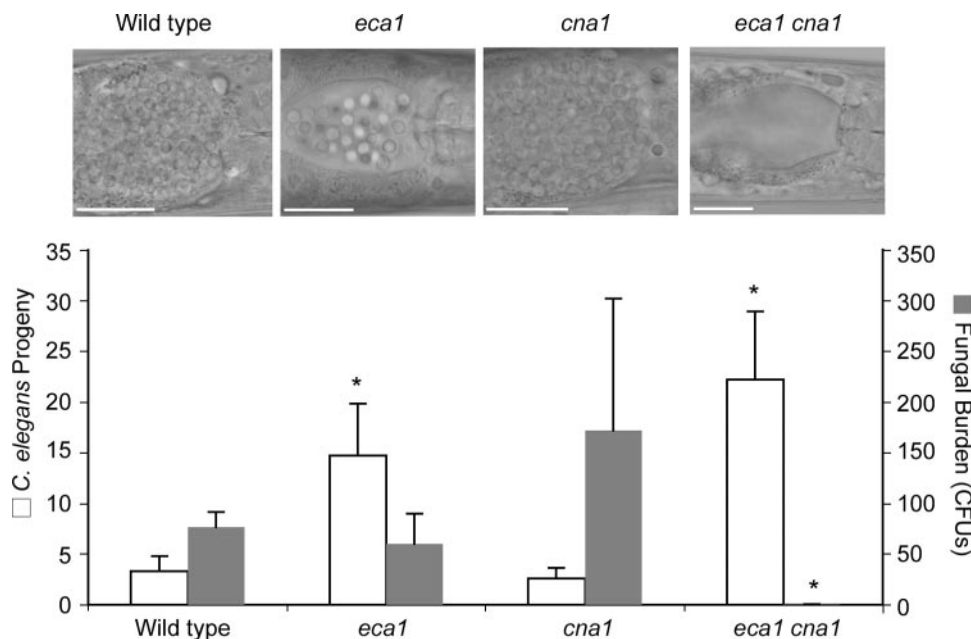 Wild type eca1 cna1 eca1 cna1
35 350
30 300
25 250
20 200
15 150
10 100
5 50
0 0
C. elegans Progeny
Fungal Burden (CFUs)
* * *
Wild type eca1 cna1 eca1 cna1